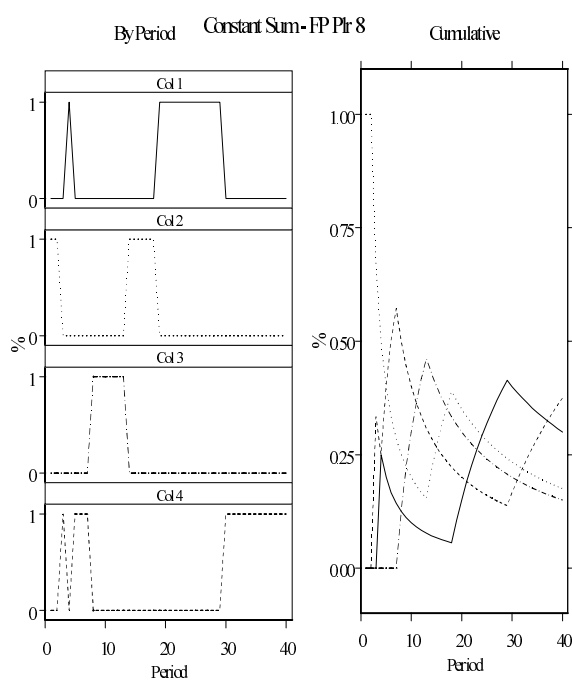 Constant Sum - FP Plr 8
By Period
Cumulative
Col 1
1
0
Col 2
1
0
Col 3
1
0
Col 4
1
0
%
0 10 20 30 40
Period
1.00
0.75
0.50
0.25
0.00
%
0 10 20 30 40
Period